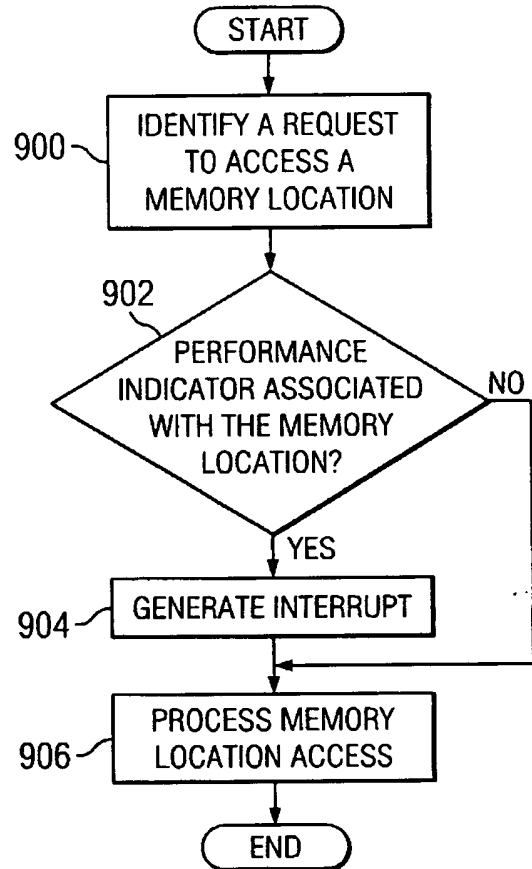 START
900
IDENTIFY A REQUEST
TO ACCESS A
MEMORY LOCATION
902
PERFORMANCE
INDICATOR ASSOCIATED
WITH THE MEMORY
LOCATION?
NO
YES
904
GENERATE INTERRUPT
906
PROCESS MEMORY
LOCATION ACCESS
END